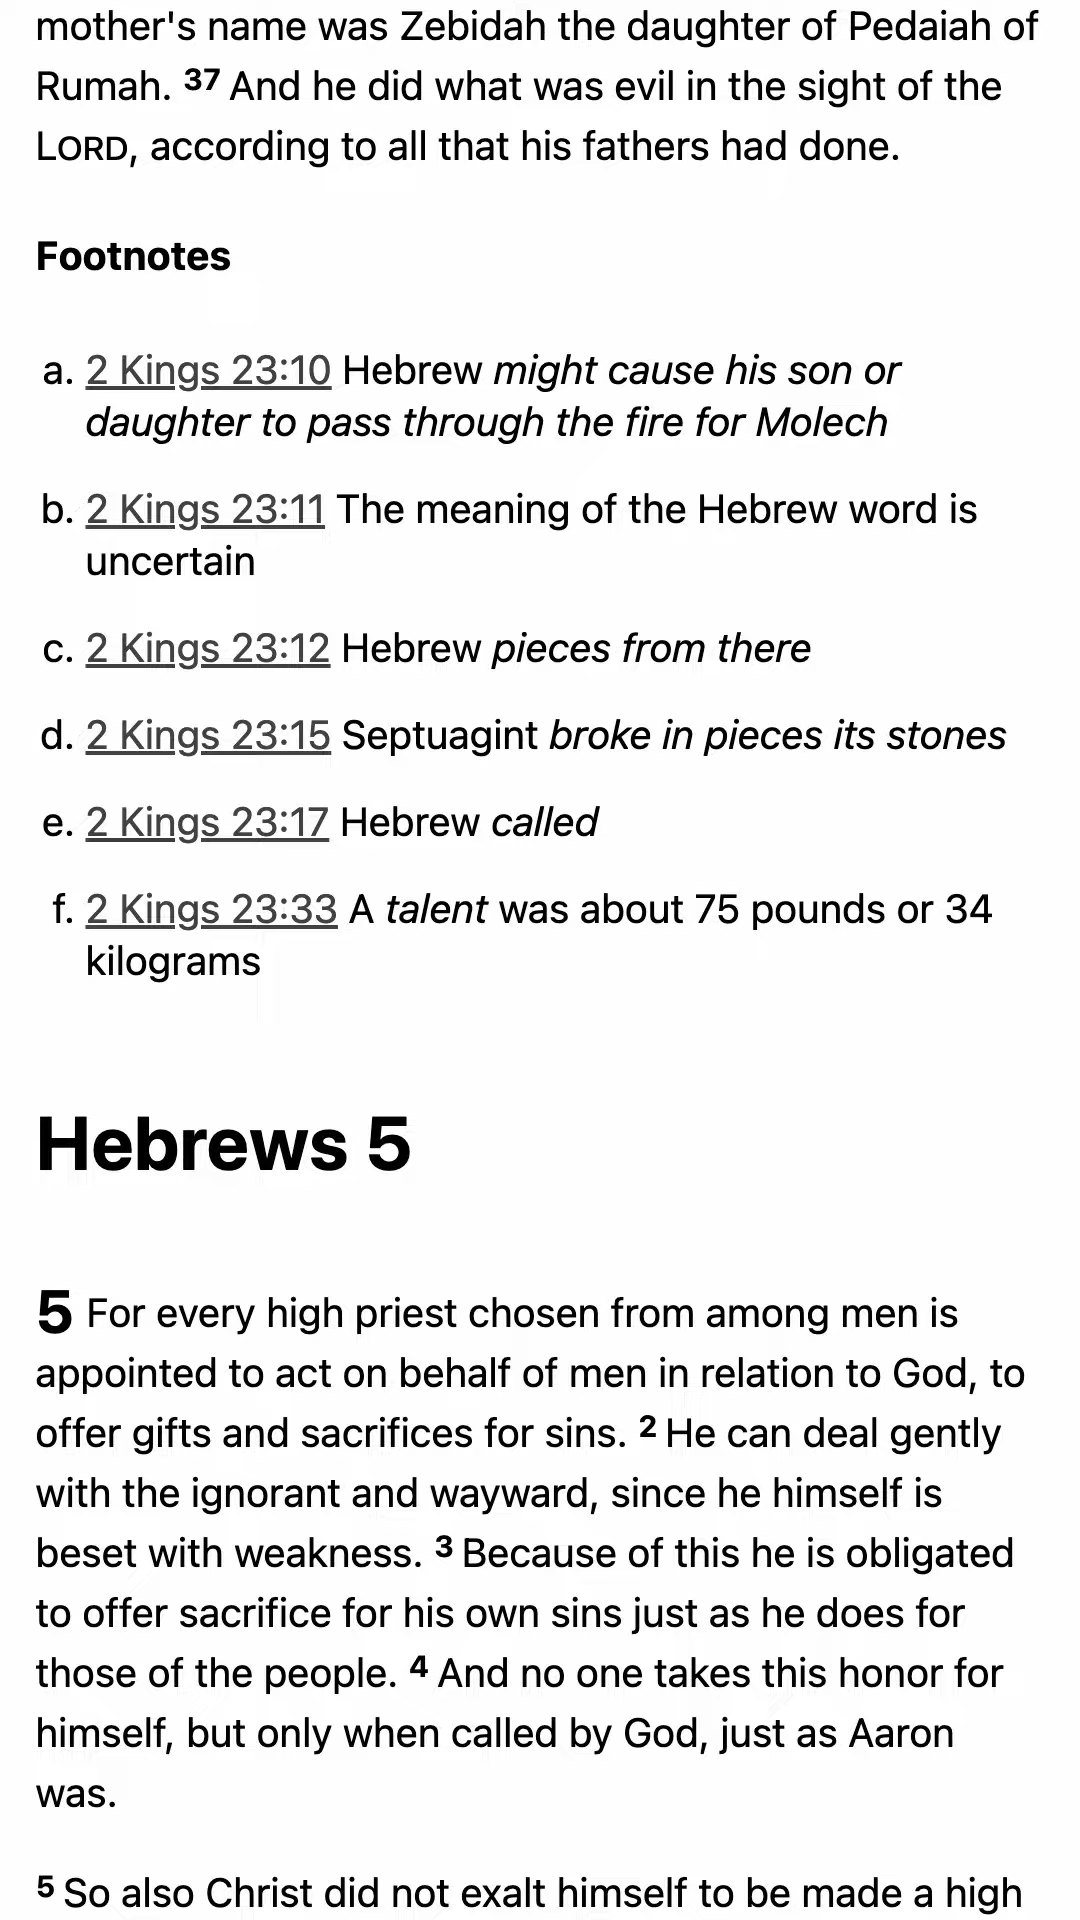 mother's name was Zebidah the daughter of Pedaiah of
Rumah. 37 And he did what was evil in the sight of the
LORD, according to all that his fathers had done.
Footnotes
a. 2 Kings 23:10 Hebrew might cause his son or
daughter to pass through the fire for Molech
b. 2 Kings 23:11 The meaning of the Hebrew word is
uncertain
c. 2 Kings 23:12 Hebrew pieces from there
d. 2 Kings 23:15 Septuagint broke in pieces its stones
e. 2 Kings 23:17 Hebrew called
f. 2 Kings 23:33 A talent was about 75 pounds or 34
kilograms
Hebrews 5
5 For every high priest chosen from among men is
appointed to act on behalf of men in relation to God, to
offer gifts and sacrifices for sins. 2 He can deal gently
with the ignorant and wayward, since he himself is
beset with weakness. 3 Because of this he is obligated
to offer sacrifice for his own sins just as he does for
those of the people. 4 And no one takes this honor for
himself, but only when called by God, just as Aaron
was.
5 So also Christ did not exalt himself to be made a high